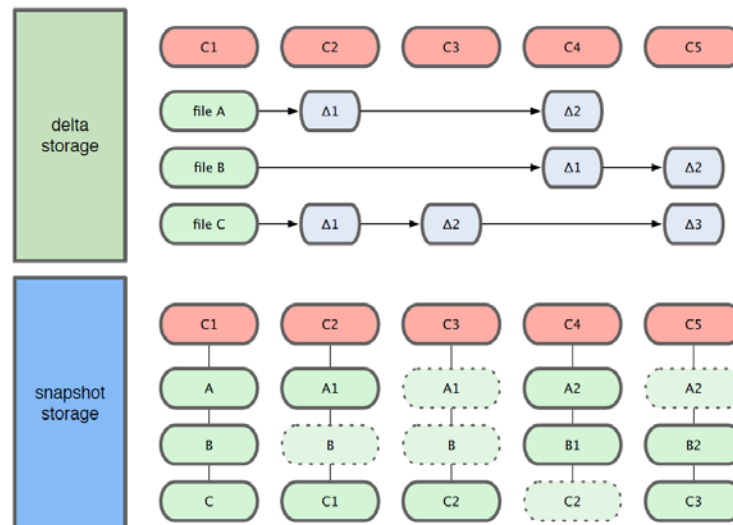 C1 C2 C3 C4 C5
file A Δ1 Δ2
delta
storage
file B Δ1 Δ2
file C Δ1 Δ2 Δ3
C1 C2 C3 C4 C5
A A1 A1 A2 A2
snapshot
storage
B B B B1 B2
C C1 C2 C2 C3